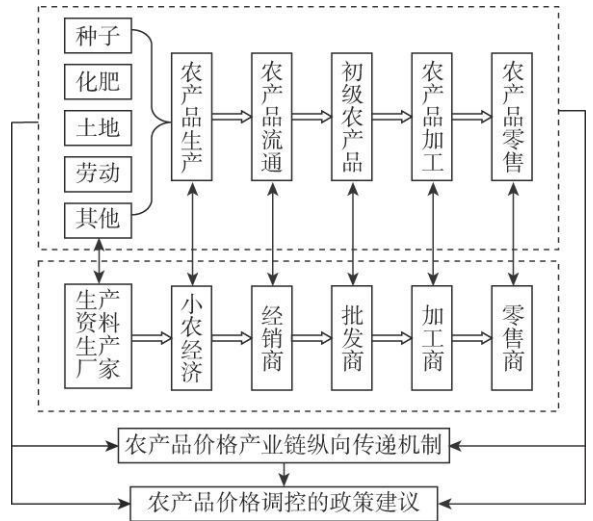 种子
化肥
土地
劳动
其他
农产品生产
农产品流通
初级农产品
农产品加工
农产品零售
生产
资料
生产
厂家
小农经济
经销商
批发商
加工商
零售商
农产品价格产业链纵向传递机制
农产品价格调控的政策建议